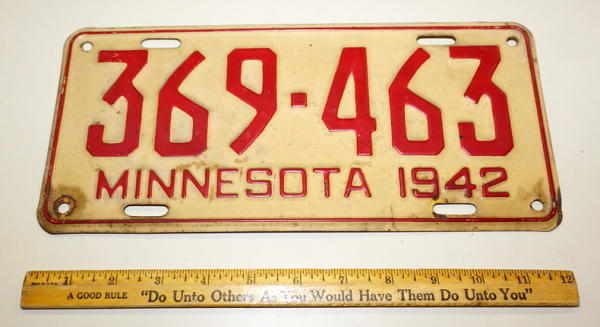 369·463
MINNESOTA 1942
1 2 3 4 5 6 7 8 9 10 11 12
A GOOD RULE "Do Unto Others As You Would Have Them Do Unto You"